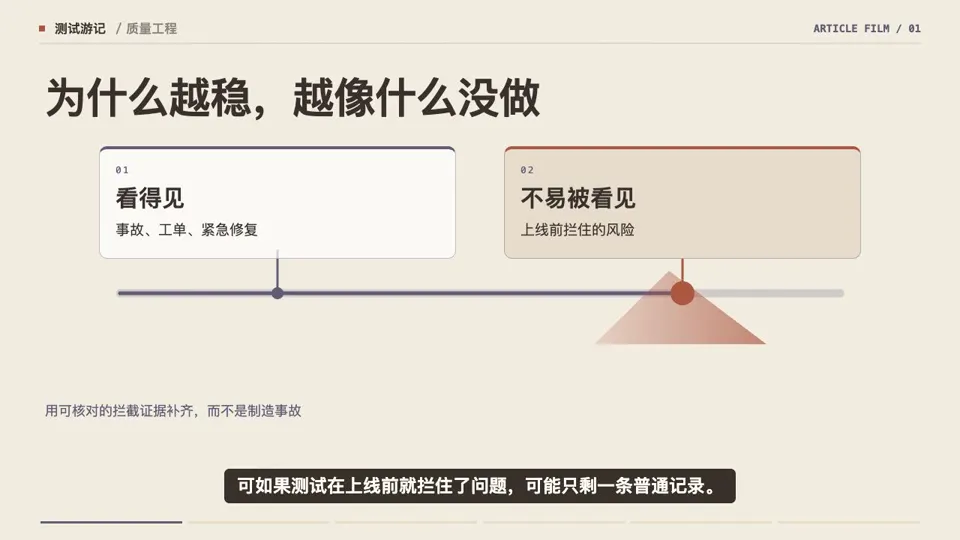 测试游记 / 质量工程
ARTICLE FILM / 01
为什么越稳，越像什么没做
01
看得见
事故、工单、紧急修复
02
不易被看见
上线前拦住的风险
用可核对的拦截证据补齐，而不是制造事故
可如果测试在上线前就拦住了问题，可能只剩一条普通记录。